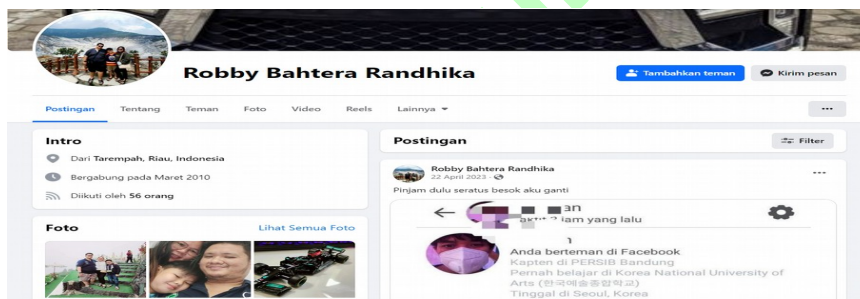 Robby Bahtera Randhika
Tambahkan teman
Kirim pesan
Postingan Tentang Teman Foto Video Reels Lainnya
Intro
Dari Tarempah, Riau, Indonesia
Bergabung pada Maret 2010
Diikuti oleh 56 orang
Foto
Lihat Semua Foto
Postingan
Filter
Robby Bahtera Randhika
22 April 2023
Pinjam dulu seratus besok aku ganti
jam yang lalu
Anda berteman di Facebook
Kapten di PERSIB Bandung
Pernah belajar di Korea National University of
Arts (한국예술종합학교)
Tinggal di Seoul, Korea